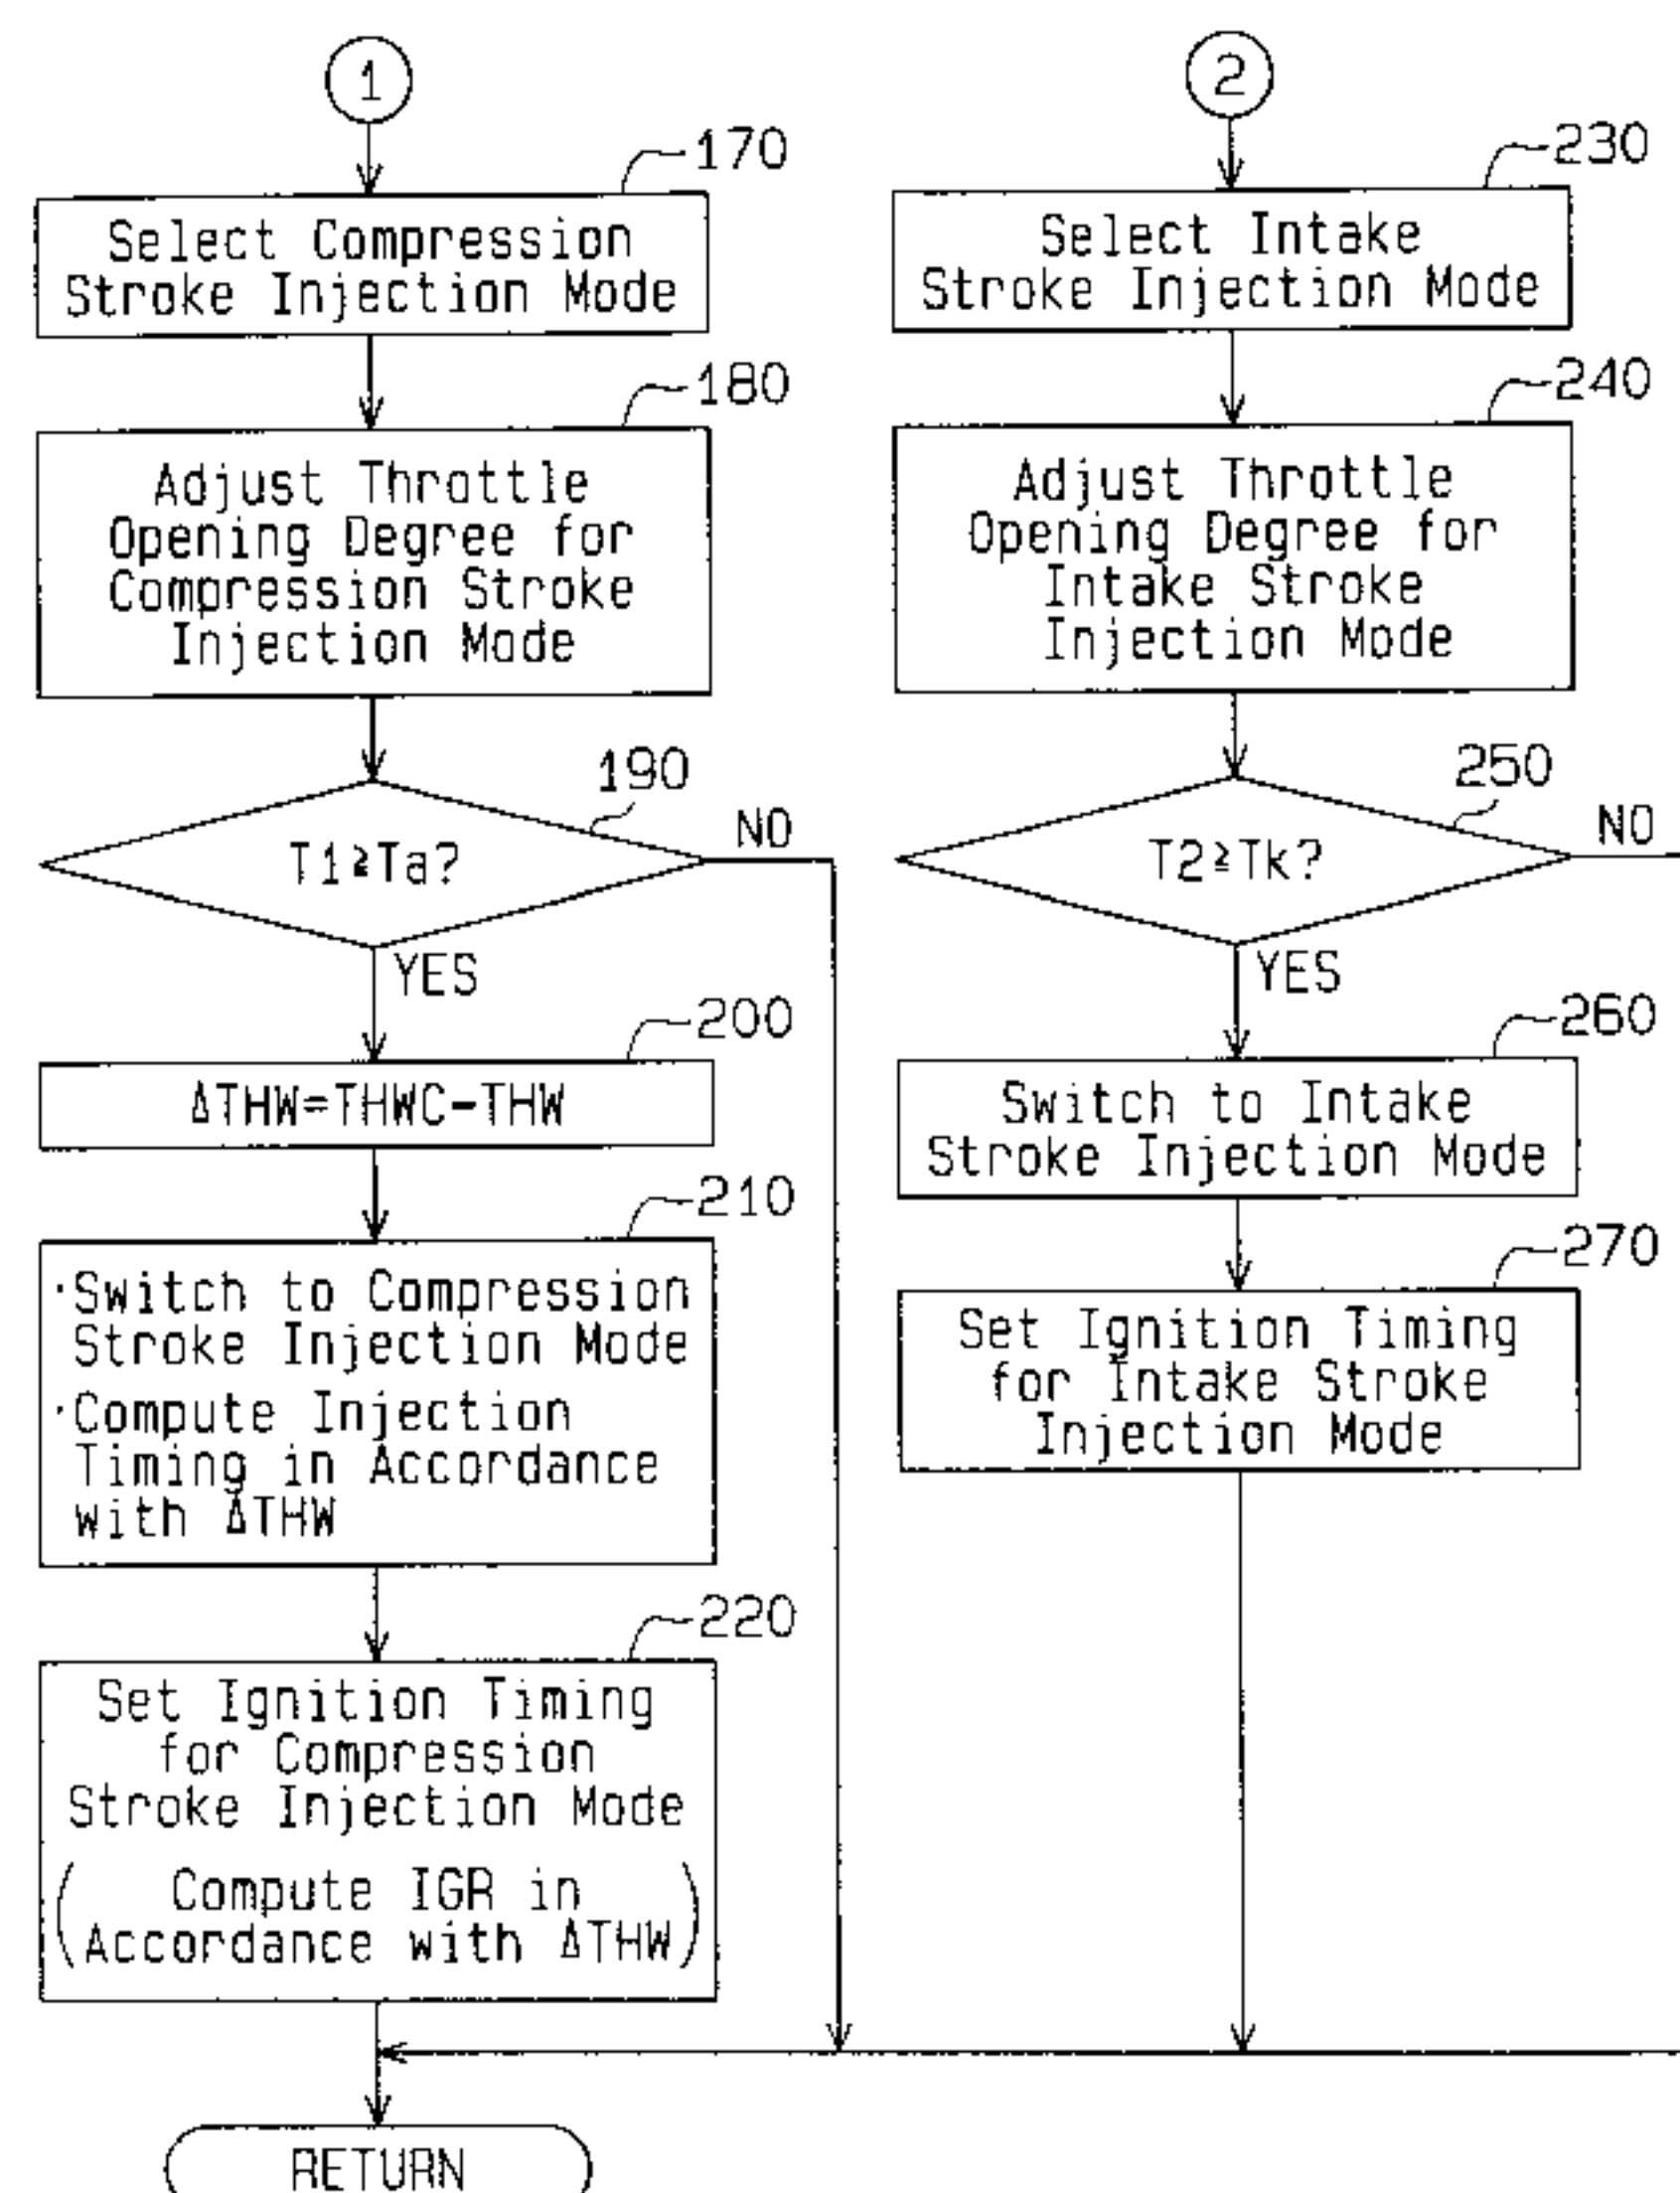 1
170
Select Compression
Stroke Injection Mode
180
Adjust Throttle
Opening Degree for
Compression Stroke
Injection Mode
190
T1≧Ta?
NO
YES
200
ΔTHW=THWC-THW
210
·Switch to Compression
Stroke Injection Mode
·Compute Injection
Timing in Accordance
with ΔTHW
220
Set Ignition Timing
for Compression
Stroke Injection Mode
(Compute IGR in
Accordance with ΔTHW)
RETURN
2
230
Select Intake
Stroke Injection Mode
240
Adjust Throttle
Opening Degree for
Intake Stroke
Injection Mode
250
T2≧Tk?
NO
YES
260
Switch to Intake
Stroke Injection Mode
270
Set Ignition Timing
for Intake Stroke
Injection Mode